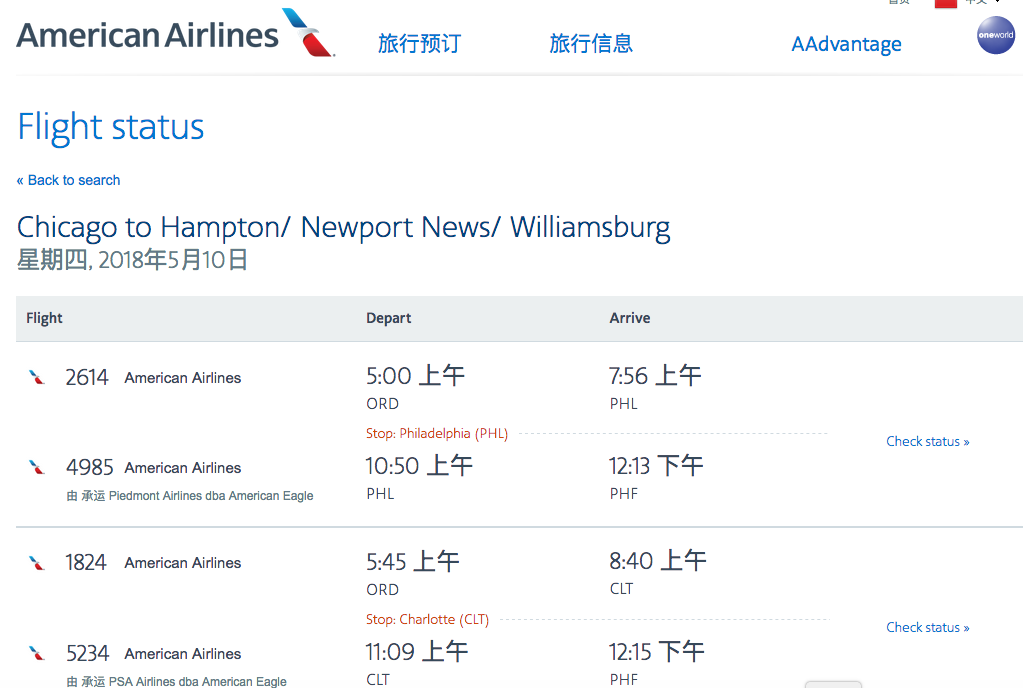 首页 中文
American Airlines 旅行预订 旅行信息 AAdvantage oneworld
Flight status
« Back to search
Chicago to Hampton/ Newport News/ Williamsburg
星期四, 2018年5月10日
Flight Depart Arrive
2614 American Airlines 5:00 上午 7:56 上午
ORD PHL
Stop: Philadelphia (PHL)
Check status »
4985 American Airlines 10:50 上午 12:13 下午
由 承运 Piedmont Airlines dba American Eagle PHL PHF
1824 American Airlines 5:45 上午 8:40 上午
ORD CLT
Stop: Charlotte (CLT)
Check status »
5234 American Airlines 11:09 上午 12:15 下午
由 承运 PSA Airlines dba American Eagle CLT PHF